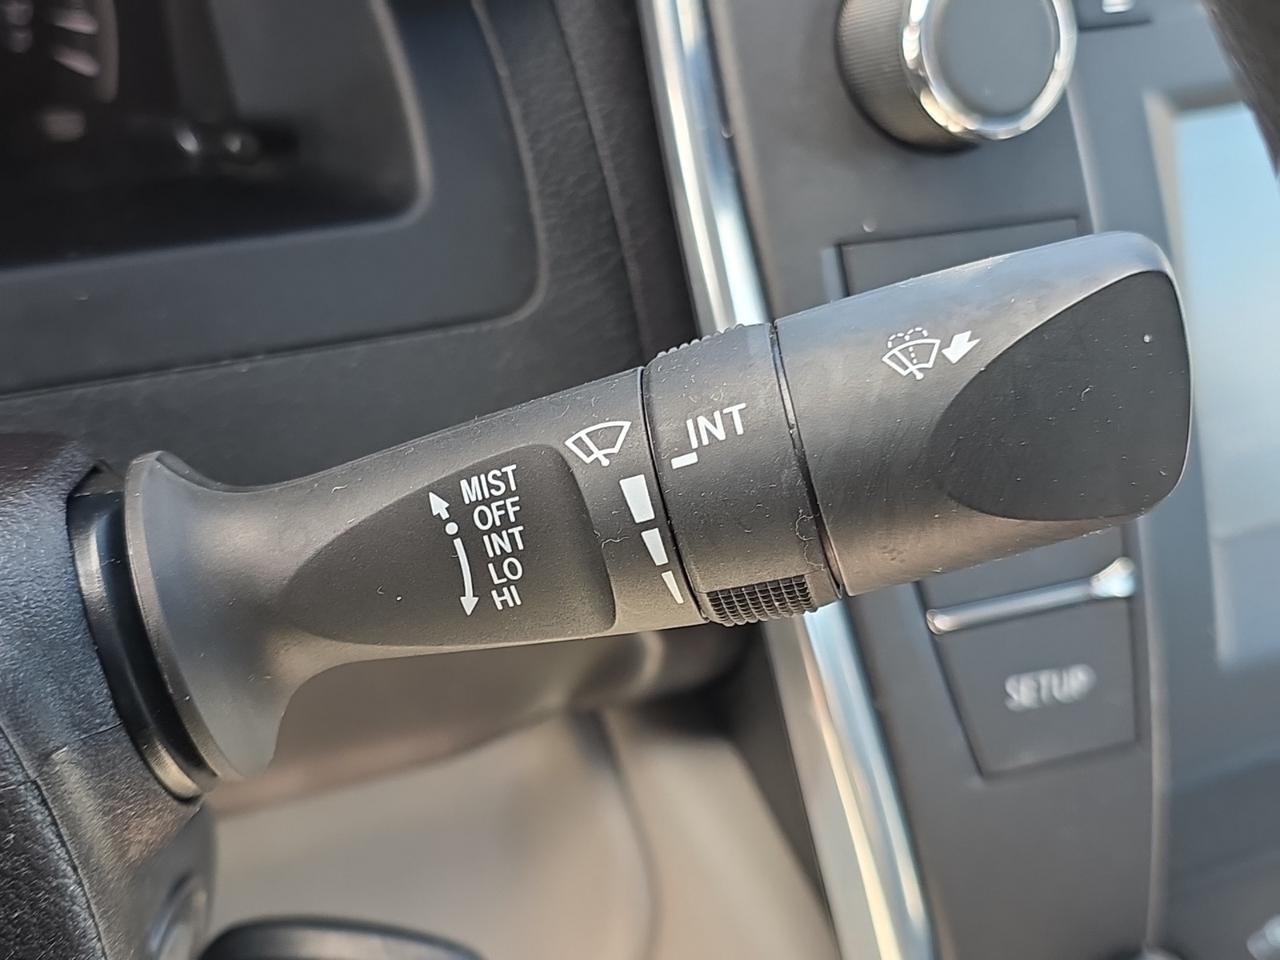 MIST
OFF
INT
LO
HI
INT
SETUP